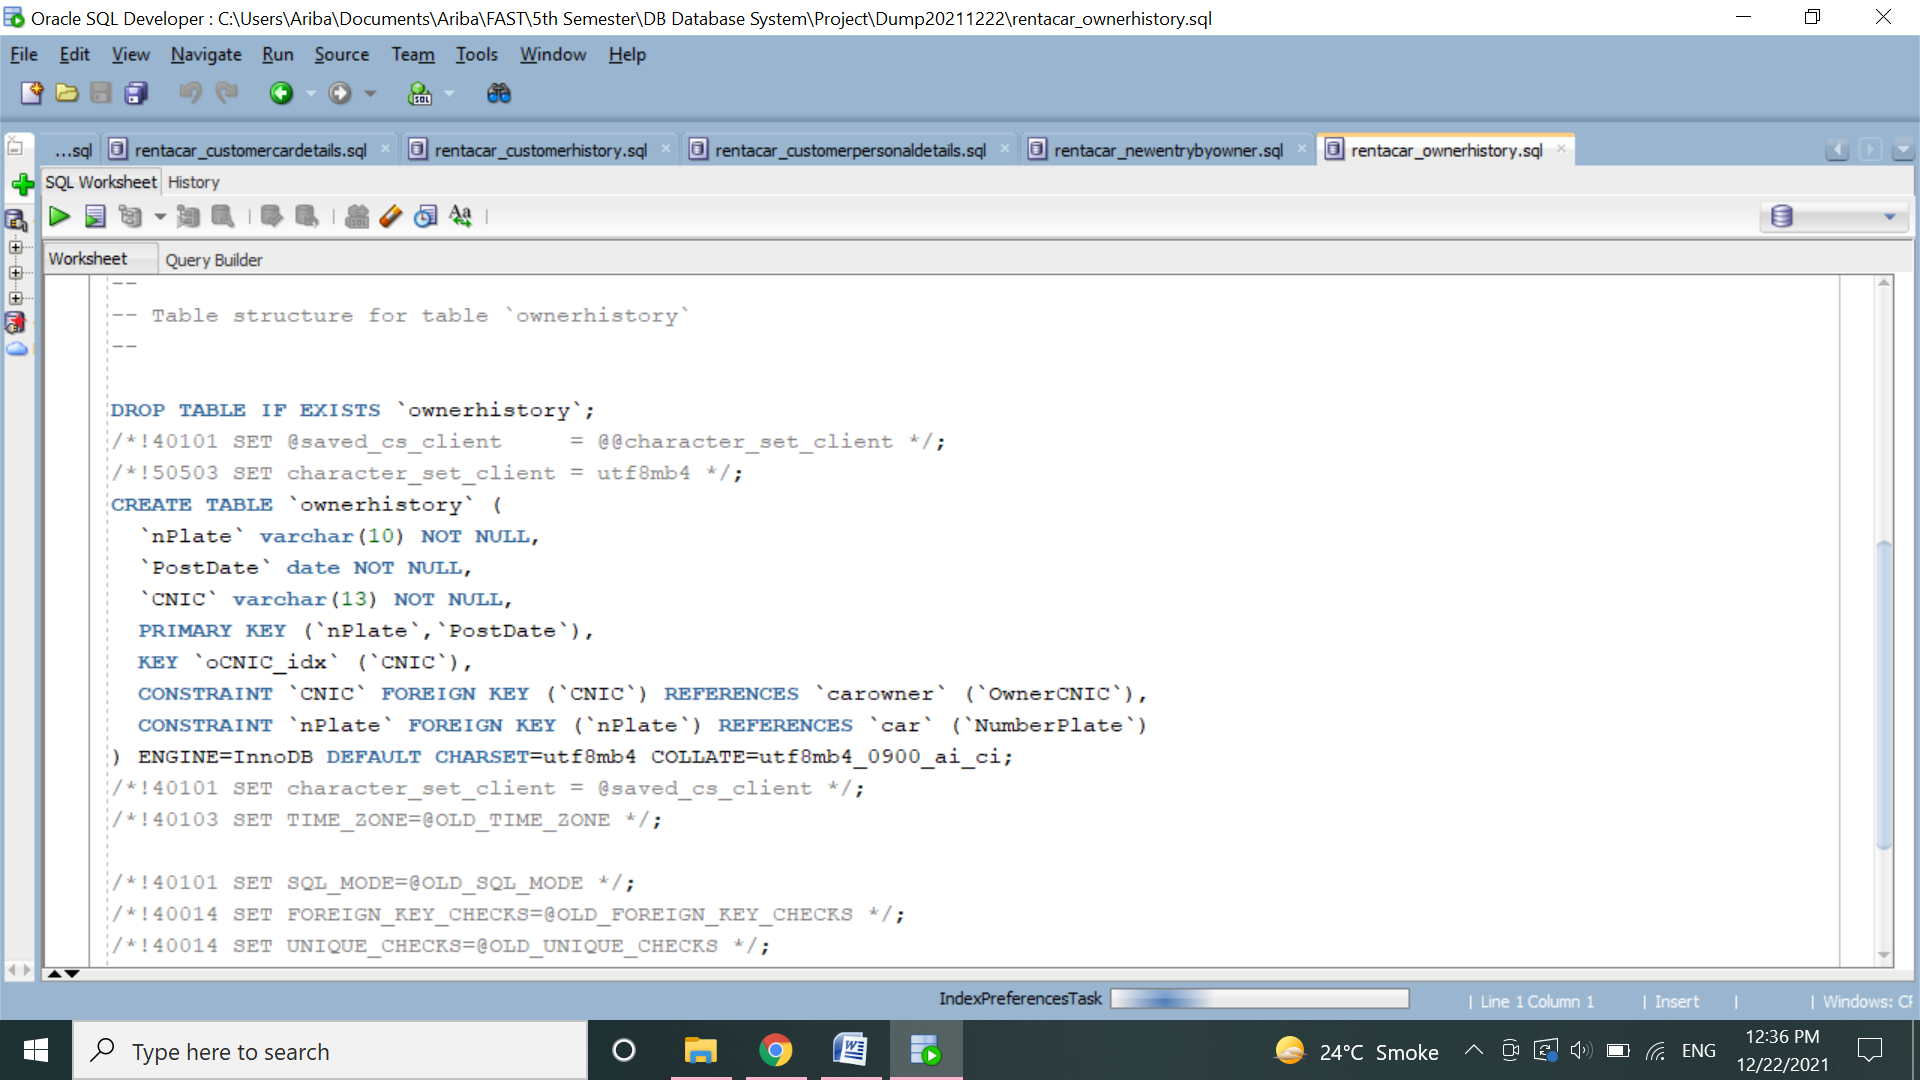 Oracle SQL Developer : C:\Users\Ariba\Documents\Ariba\FAST\5th Semester\DB Database System\Project\Dump20211222\rentacar_ownerhistory.sql
File Edit View Navigate Run Source Team Tools Window Help
...sql rentacar_customercardetails.sql rentacar_customerhistory.sql rentacar_customerpersonaldetails.sql rentacar_newentrybyowner.sql rentacar_ownerhistory.sql
SQL Worksheet History
Worksheet Query Builder
--
-- Table structure for table `ownerhistory`
--
DROP TABLE IF EXISTS `ownerhistory`;
/*!40101 SET @saved_cs_client     = @@character_set_client */;
/*!50503 SET character_set_client = utf8mb4 */;
CREATE TABLE `ownerhistory` (
  `nPlate` varchar(10) NOT NULL,
  `PostDate` date NOT NULL,
  `CNIC` varchar(13) NOT NULL,
  PRIMARY KEY (`nPlate`,`PostDate`),
  KEY `oCNIC_idx` (`CNIC`),
  CONSTRAINT `CNIC` FOREIGN KEY (`CNIC`) REFERENCES `carowner` (`OwnerCNIC`),
  CONSTRAINT `nPlate` FOREIGN KEY (`nPlate`) REFERENCES `car` (`NumberPlate`)
) ENGINE=InnoDB DEFAULT CHARSET=utf8mb4 COLLATE=utf8mb4_0900_ai_ci;
/*!40101 SET character_set_client = @saved_cs_client */;
/*!40103 SET TIME_ZONE=@OLD_TIME_ZONE */;
/*!40101 SET SQL_MODE=@OLD_SQL_MODE */;
/*!40014 SET FOREIGN_KEY_CHECKS=@OLD_FOREIGN_KEY_CHECKS */;
/*!40014 SET UNIQUE_CHECKS=@OLD_UNIQUE_CHECKS */;
IndexPreferencesTask | Line 1 Column 1 | Insert | | Windows: CF
Type here to search 24°C Smoke ENG 12:36 PM
12/22/2021